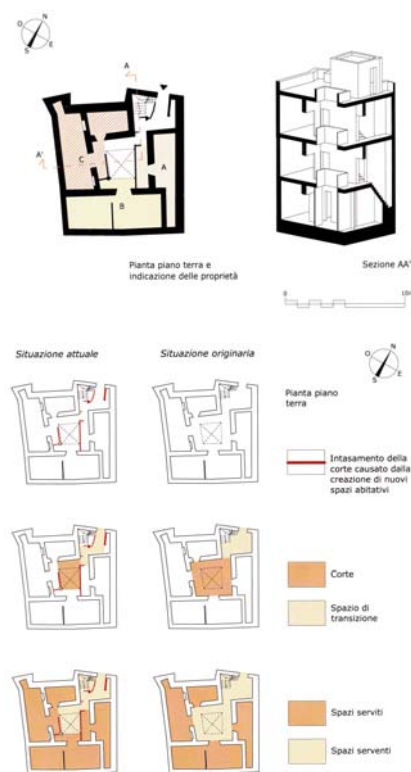 N
O
E
S
A
A'
C
A
B
Pianta piano terra e
indicazione delle proprietà
Sezione AA'
0
Situazione attuale
Situazione originaria
N
O
E
S
Pianta piano
terra
Intasamento della
corte causato dalla
creazione di nuovi
spazi abitativi
Corte
Spazio di
transizione
Spazi serviti
Spazi serventi